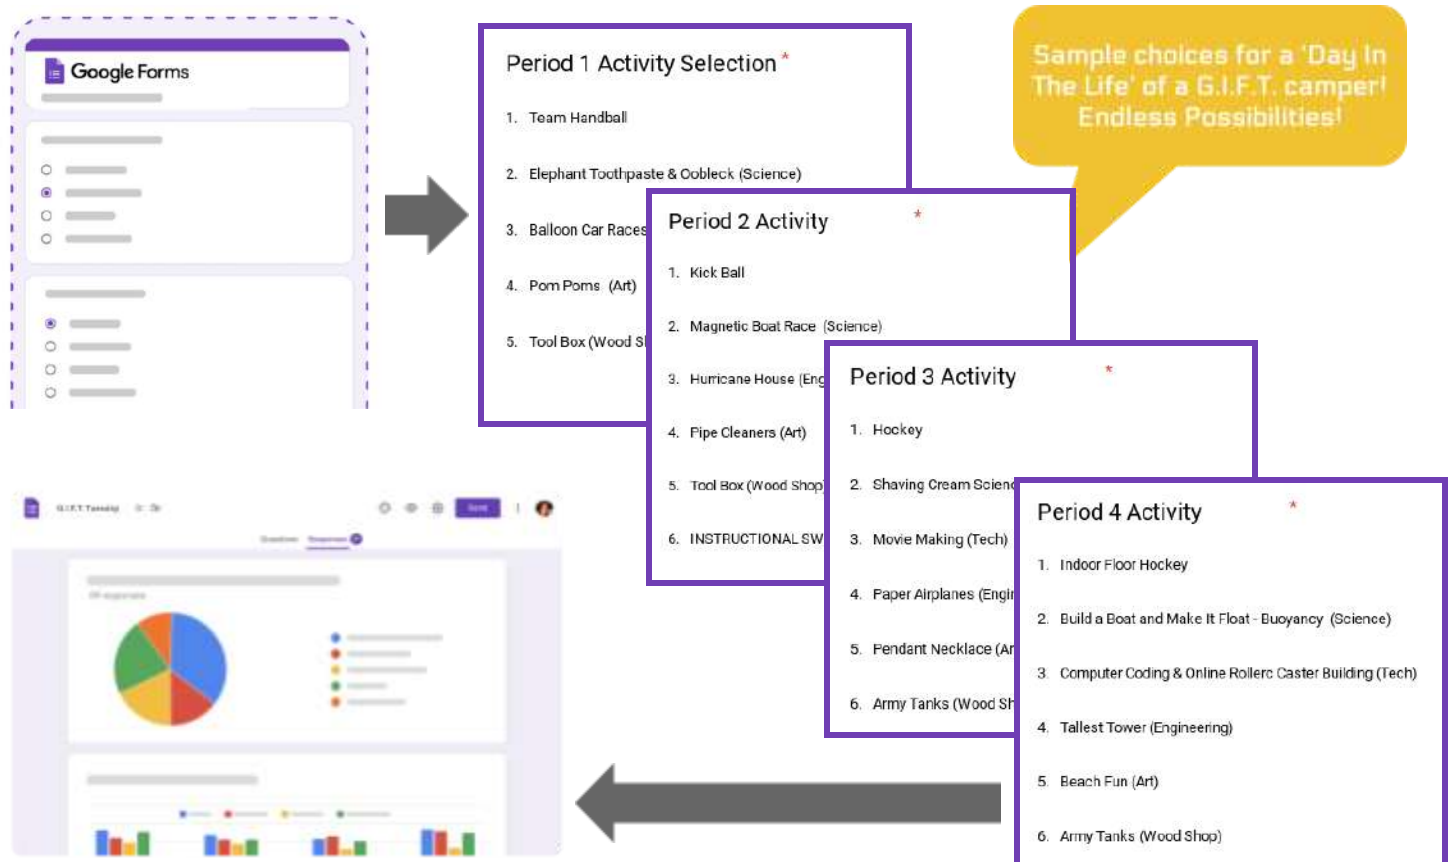 Google Forms
Period 1 Activity Selection *
1. Team Handball
2. Elephant Toothpaste & Oobleck (Science)
3. Balloon Car Races
4. Pom Poms (Art)
5. Tool Box (Wood
Sample choices for a 'Day In
The Life' of a G.I.F.T. camper!
Endless Possibilities!
Period 2 Activity *
1. Kick Ball
2. Magnetic Boat Race (Science)
3. Hurricane House (Eng
4. Pipe Cleaners (Art)
5. Tool Box (Wood Shop
6. INSTRUCTIONAL SW
Period 3 Activity *
1. Hockey
2. Shaving Cream Scien
3. Movie Making (Tech)
4. Paper Airplanes (Engi
5. Pendant Necklace (Ar
6. Army Tanks (Wood Sh
Period 4 Activity *
1. Indoor Floor Hockey
2. Build a Boat and Make It Float - Buoyancy (Science)
3. Computer Coding & Online Rollerc Caster Building (Tech)
4. Tallest Tower (Engineering)
5. Beach Fun (Art)
6. Army Tanks (Wood Shop)
Send
Questions Responses